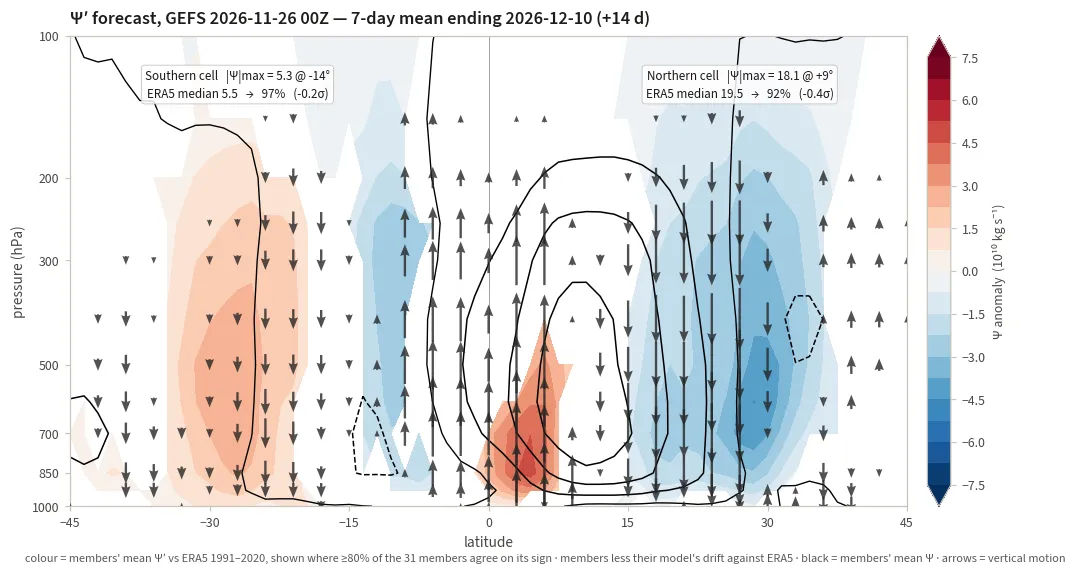 Ψ′ forecast, GEFS 2026-11-26 00Z — 7-day mean ending 2026-12-10 (+14 d)
Southern cell |Ψ|max = 5.3 @ -14°
ERA5 median 5.5 → 97% (-0.2σ)
Northern cell |Ψ|max = 18.1 @ +9°
ERA5 median 19.5 → 92% (-0.4σ)
pressure (hPa)
100
200
300
400
500
700
850
1000
−45
−30
−15
0
15
30
45
latitude
7.5
6.0
4.5
3.0
1.5
0.0
−1.5
−3.0
−4.5
−6.0
−7.5
Ψ anomaly (10¹⁰ kg s⁻¹)
colour = members' mean Ψ′ vs ERA5 1991–2020, shown where ≥80% of the 31 members agree on its sign · members less their model's drift against ERA5 · black = members' mean Ψ · arrows = vertical motion